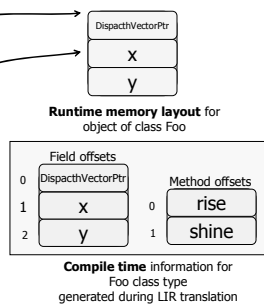 DispacthVectorPtr
x
y
Runtime memory layout for
object of class Foo
Field offsets
0 DispacthVectorPtr
1 x
2 y
Method offsets
0 rise
1 shine
Compile time information for
Foo class type
generated during LIR translation